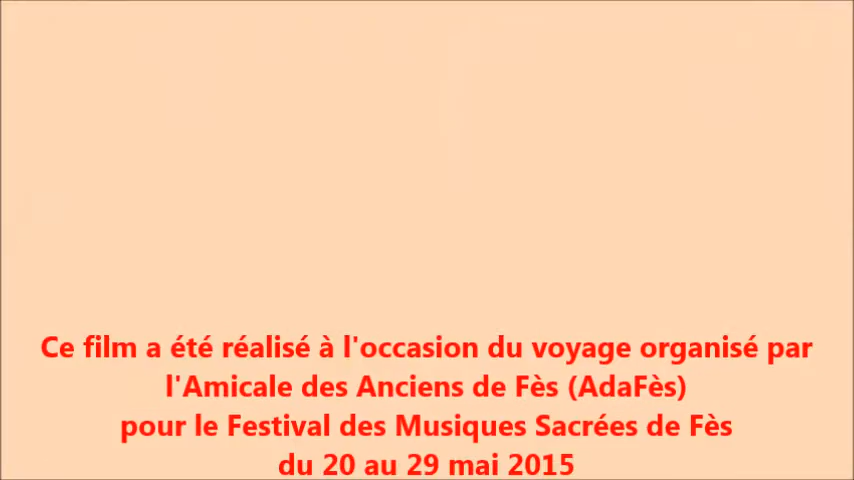 Ce film a été réalisé à l'occasion du voyage organisé par
l'Amicale des Anciens de Fès (AdaFès)
pour le Festival des Musiques Sacrées de Fès
du 20 au 29 mai 2015